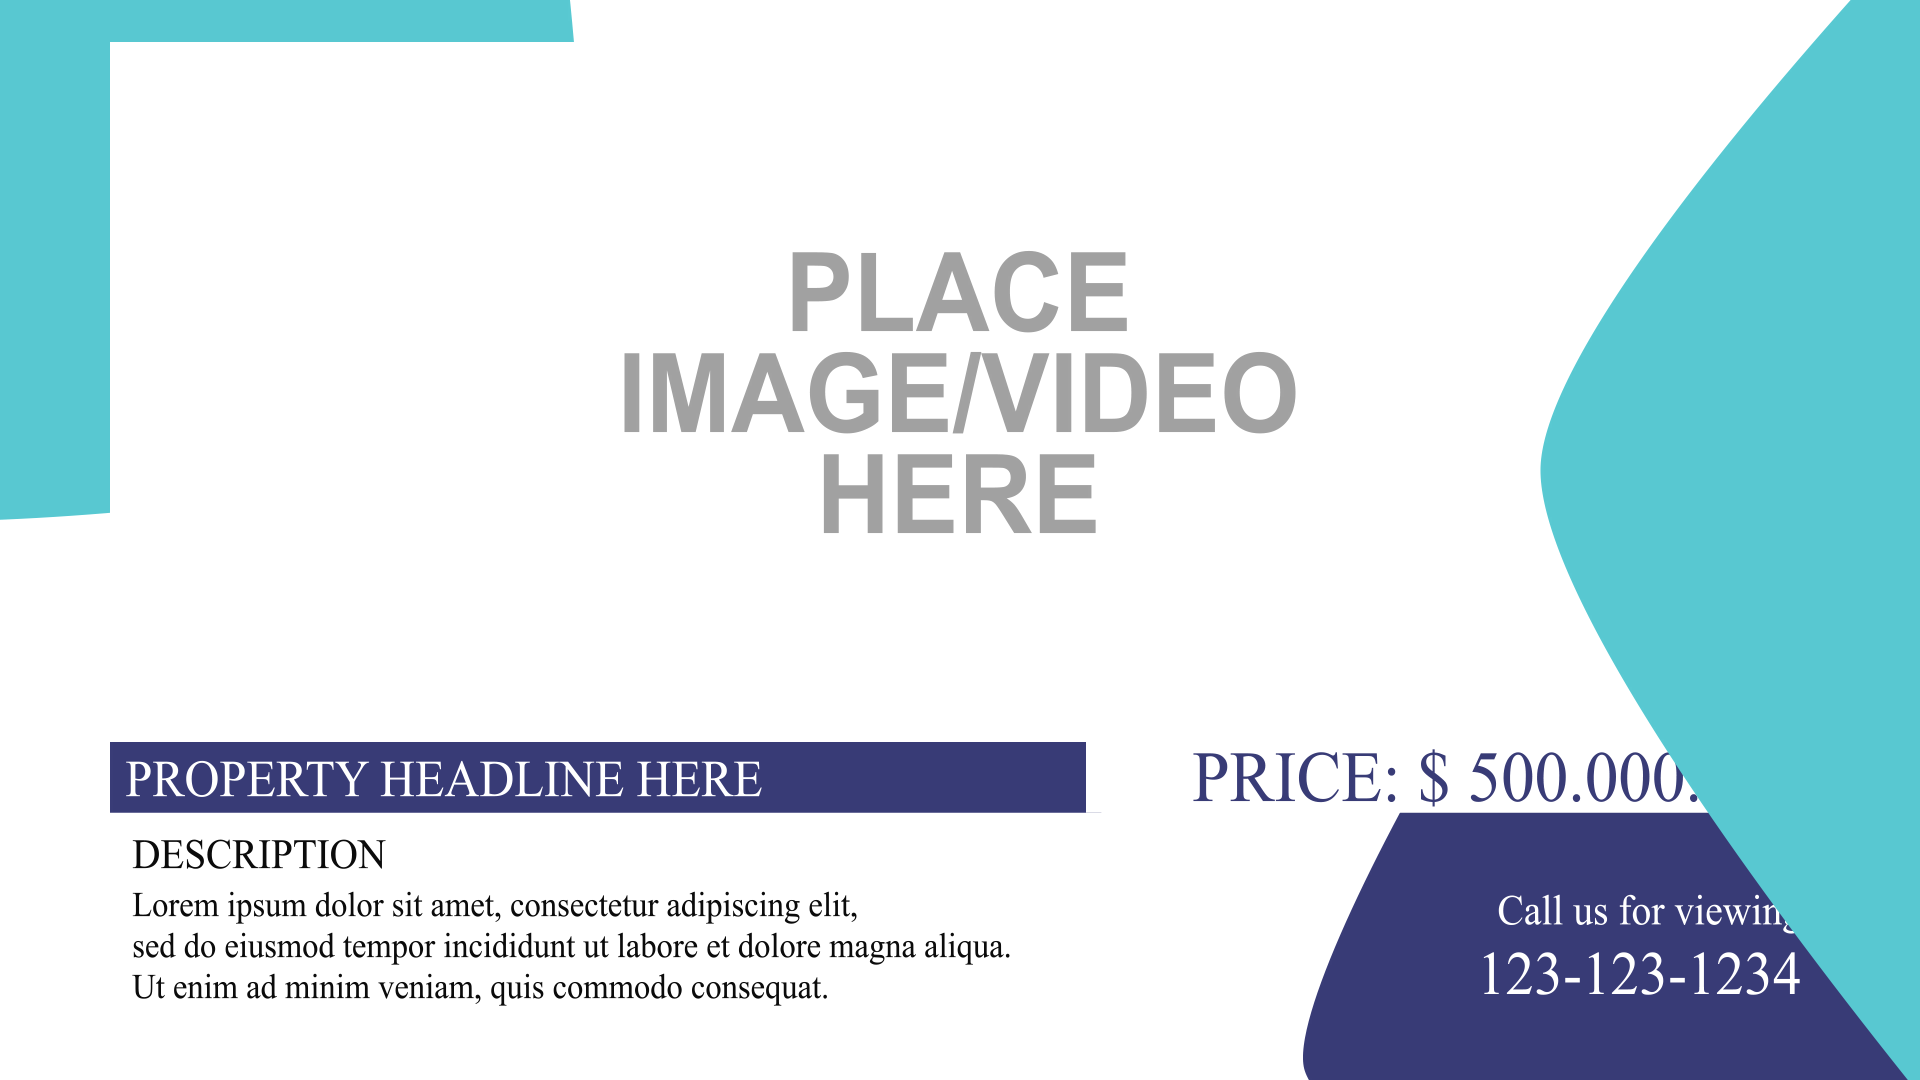 PLACE
IMAGE/VIDEO
HERE
PROPERTY HEADLINE HERE
PRICE: $ 500.000.
DESCRIPTION
Lorem ipsum dolor sit amet, consectetur adipiscing elit,
sed do eiusmod tempor incididunt ut labore et dolore magna aliqua.
Ut enim ad minim veniam, quis commodo consequat.
Call us for viewing
123-123-1234